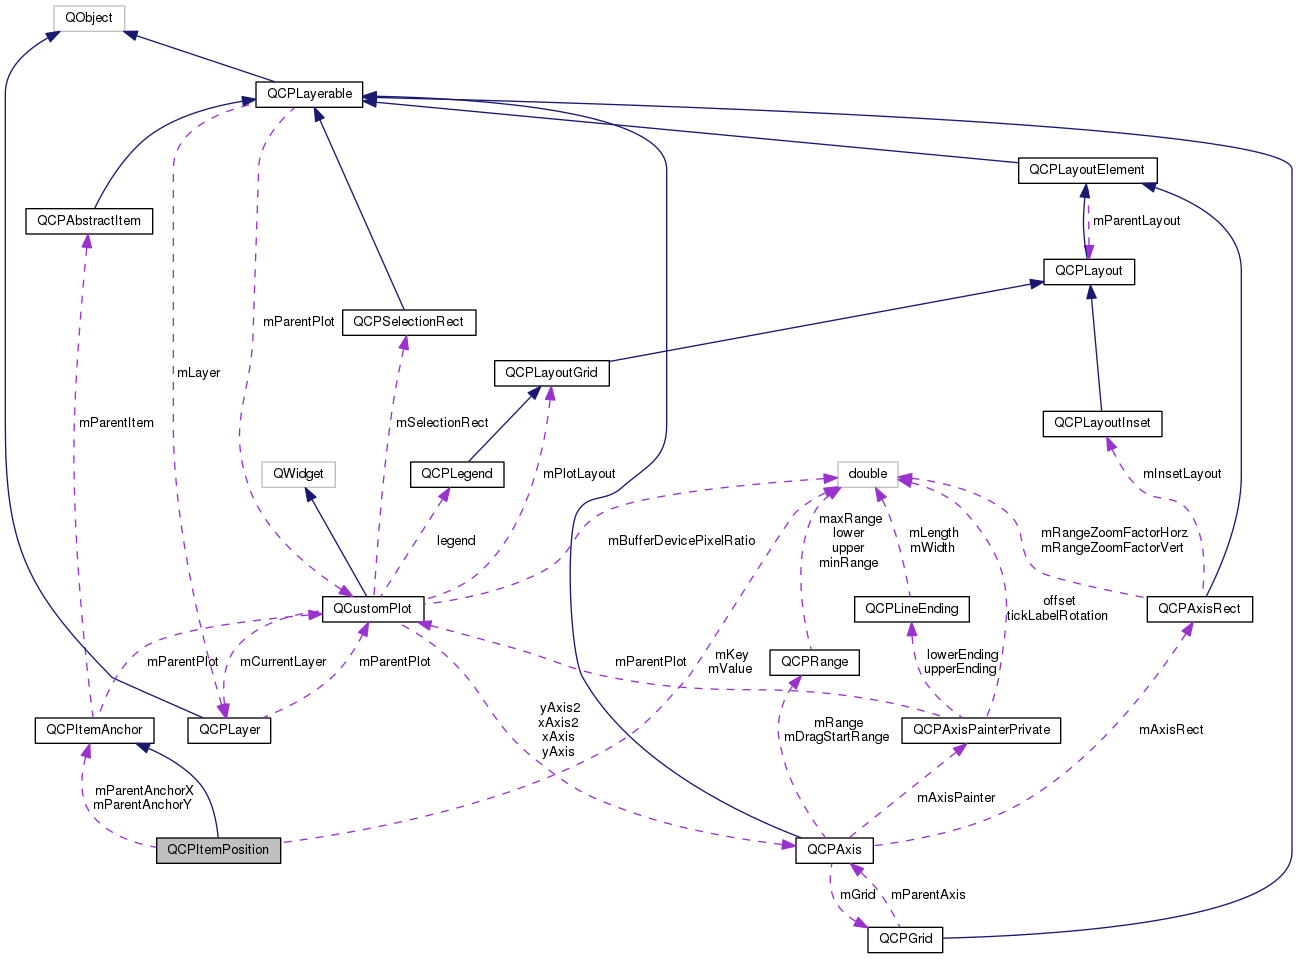 QObject
QCPLayerable
QCPLayoutElement
QCPAbstractItem
mParentLayout
QCPLayout
mParentPlot
QCPSelectionRect
mLayer
QCPLayoutGrid
mParentItem
mSelectionRect
QCPLayoutInset
QWidget
QCPLegend
mPlotLayout
double
mInsetLayout
legend
mBufferDevicePixelRatio
maxRange
lower
upper
minRange
mLength
mWidth
mRangeZoomFactorHorz
mRangeZoomFactorVert
QCustomPlot
QCPLineEnding
offset
tickLabelRotation
QCPAxisRect
mParentPlot
mCurrentLayer
mParentPlot
mParentPlot
mKey
mValue
QCPRange
lowerEnding
upperEnding
QCPItemAnchor
QCPLayer
yAxis2
xAxis2
xAxis
yAxis
mRange
mDragStartRange
QCPAxisPainterPrivate
mAxisRect
mParentAnchorX
mParentAnchorY
mAxisPainter
QCPItemPosition
QCPAxis
mGrid
mParentAxis
QCPGrid